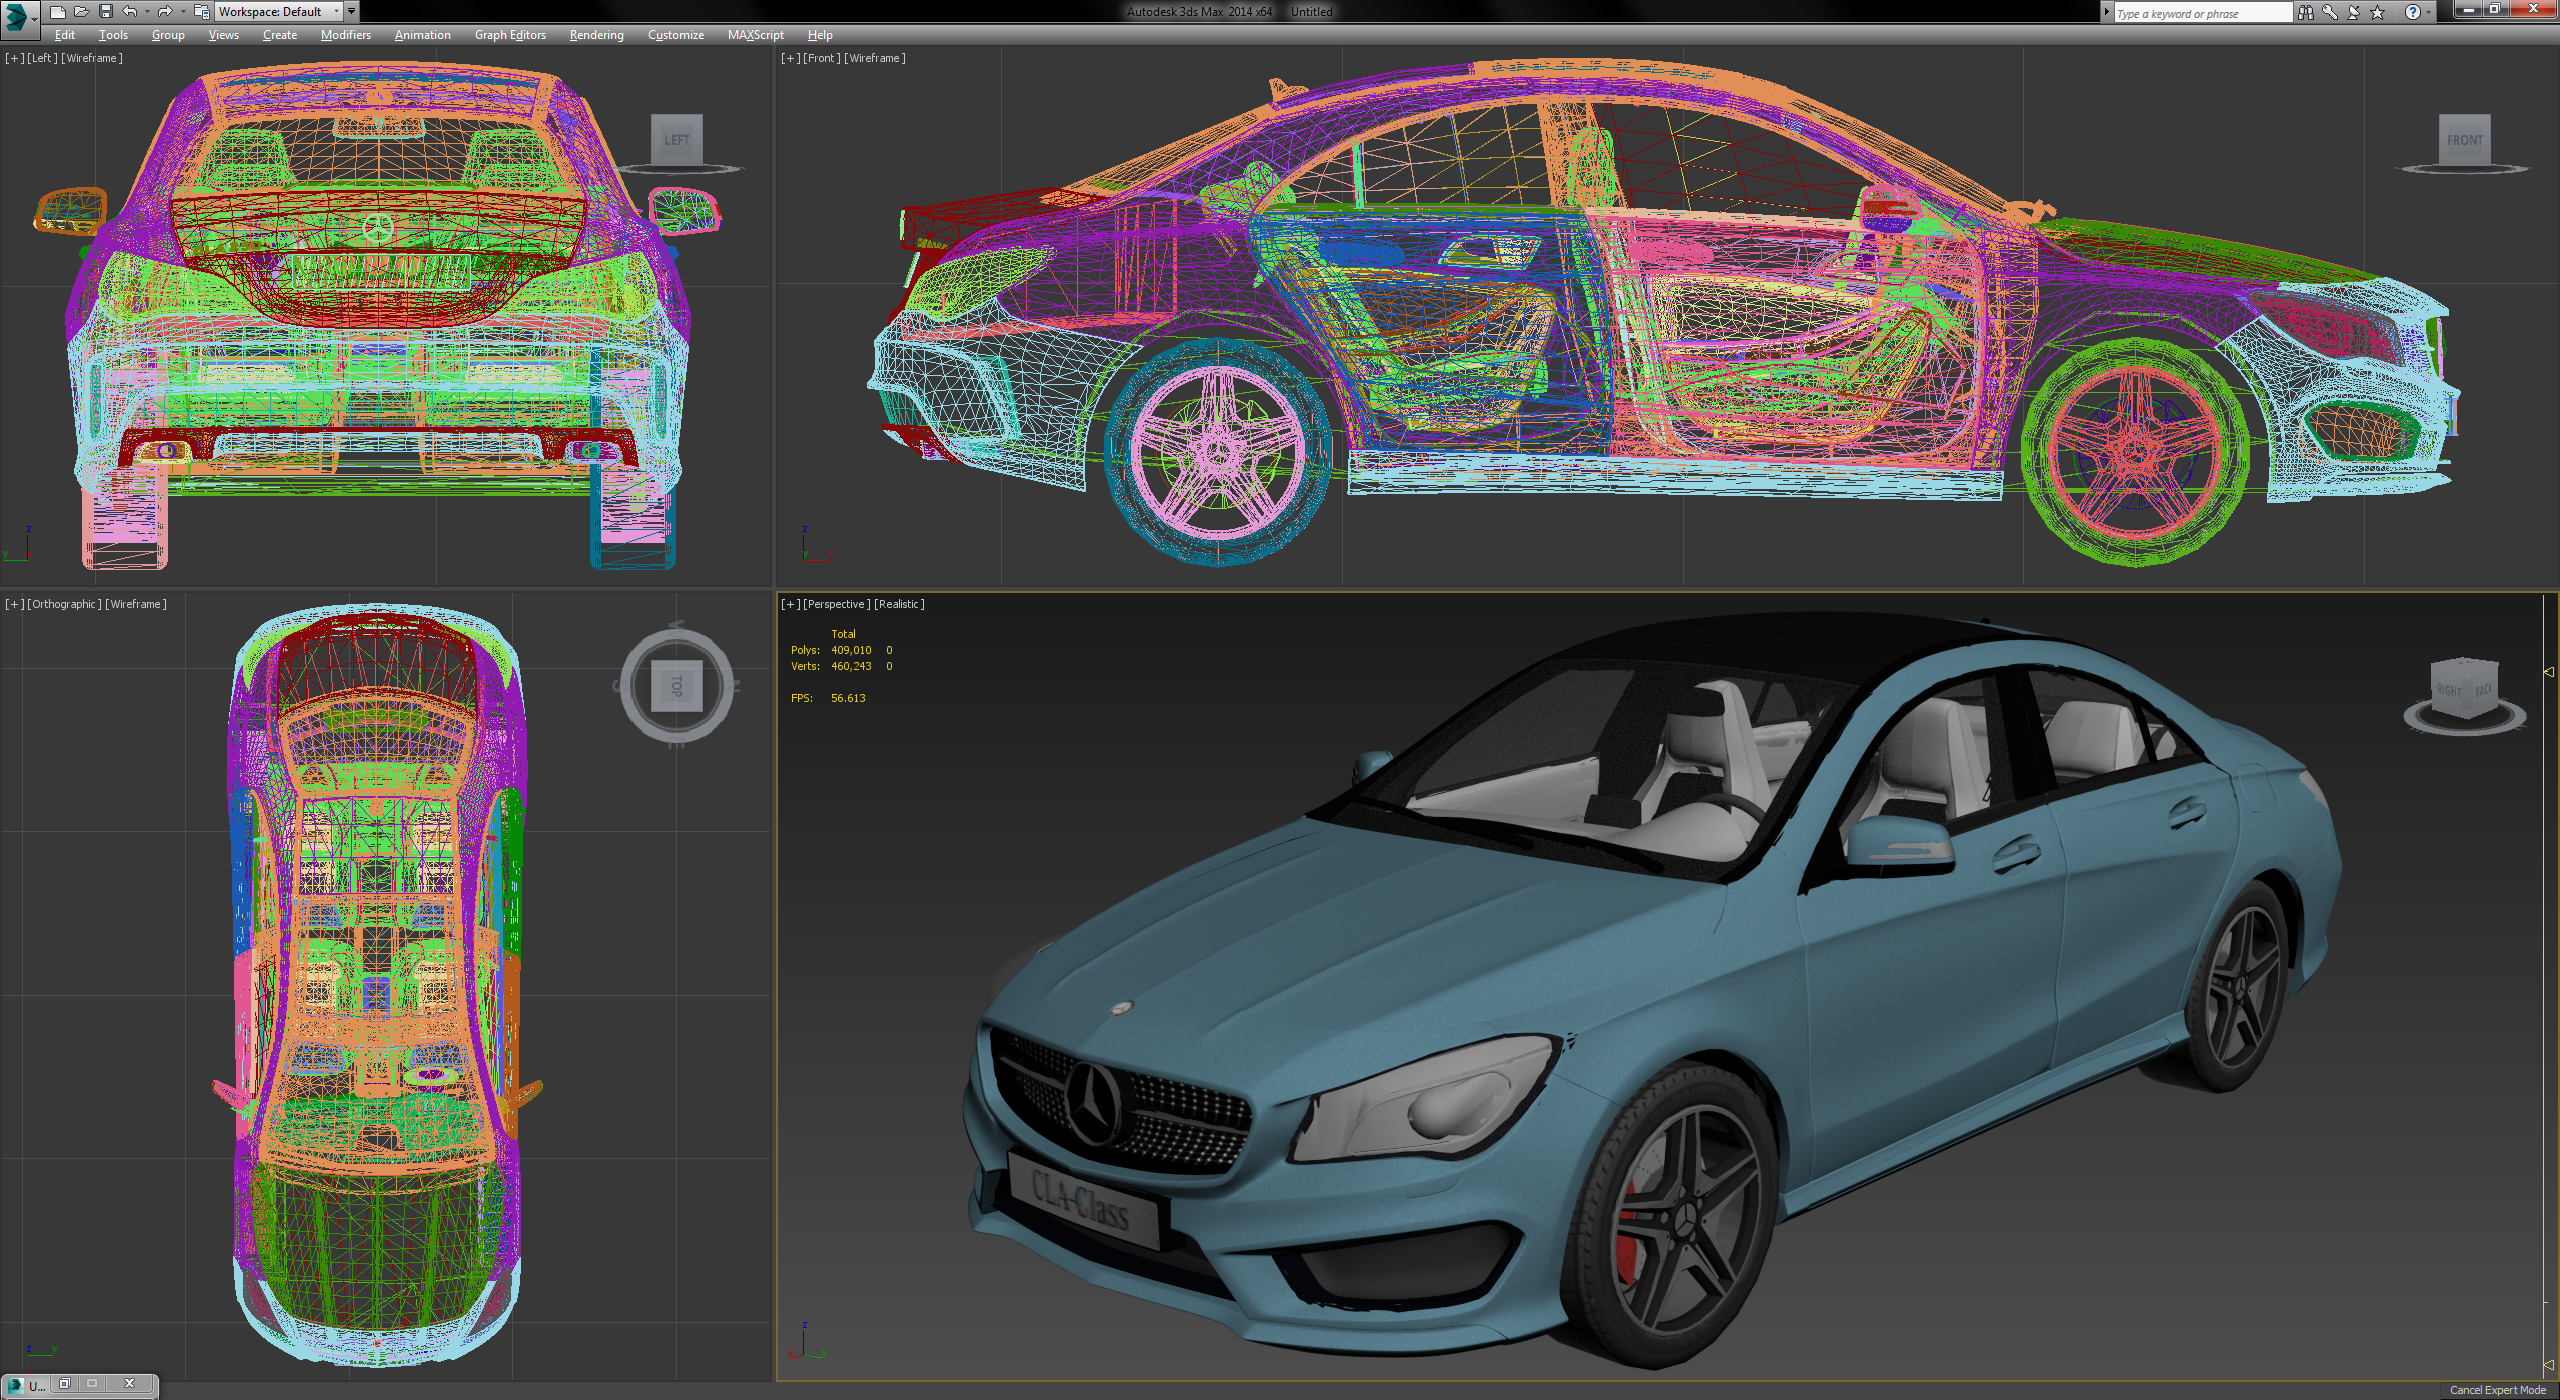 Workspace: Default
Autodesk 3ds Max 2014 x64 Untitled
Type a keyword or phrase
Edit Tools Group Views Create Modifiers Animation Graph Editors Rendering Customize MAXScript Help
[+] [Left] [Wireframe]
LEFT
[+] [Front] [Wireframe]
FRONT
z
y x
z
y x
[+] [Orthographic] [Wireframe]
TOP
W
S N
E
z y
[+] [Perspective] [Realistic]
Total
Polys: 409,010 0
Verts: 460,243 0
FPS: 56.613
RIGHT BACK
CLA-Class
z
x y
U...
Cancel Expert Mode